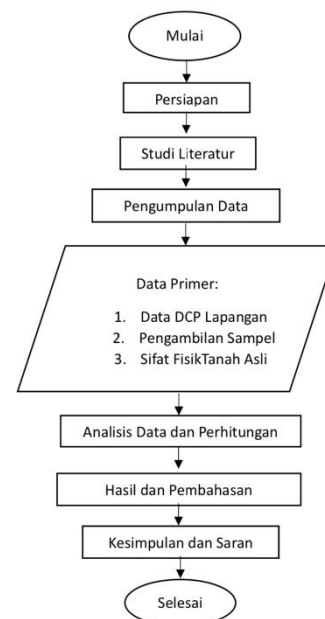 Mulai
Persiapan
Studi Literatur
Pengumpulan Data
Data Primer:
1. Data DCP Lapangan
2. Pengambilan Sampel
3. Sifat FisikTanah Asli
Analisis Data dan Perhitungan
Hasil dan Pembahasan
Kesimpulan dan Saran
Selesai